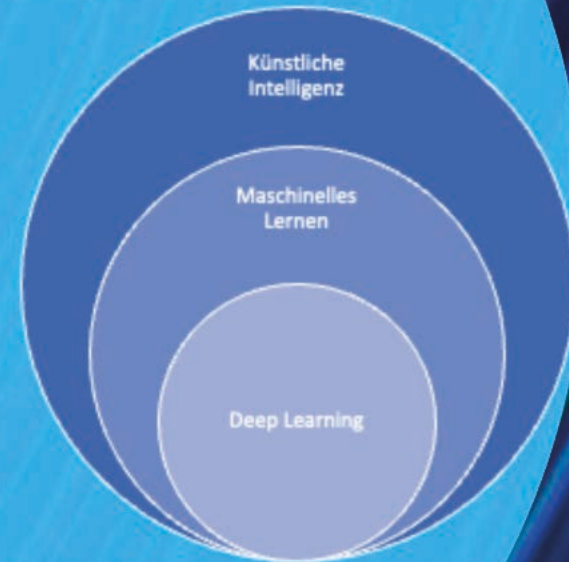 Künstliche
Intelligenz
Maschinelles
Lernen
Deep Learning